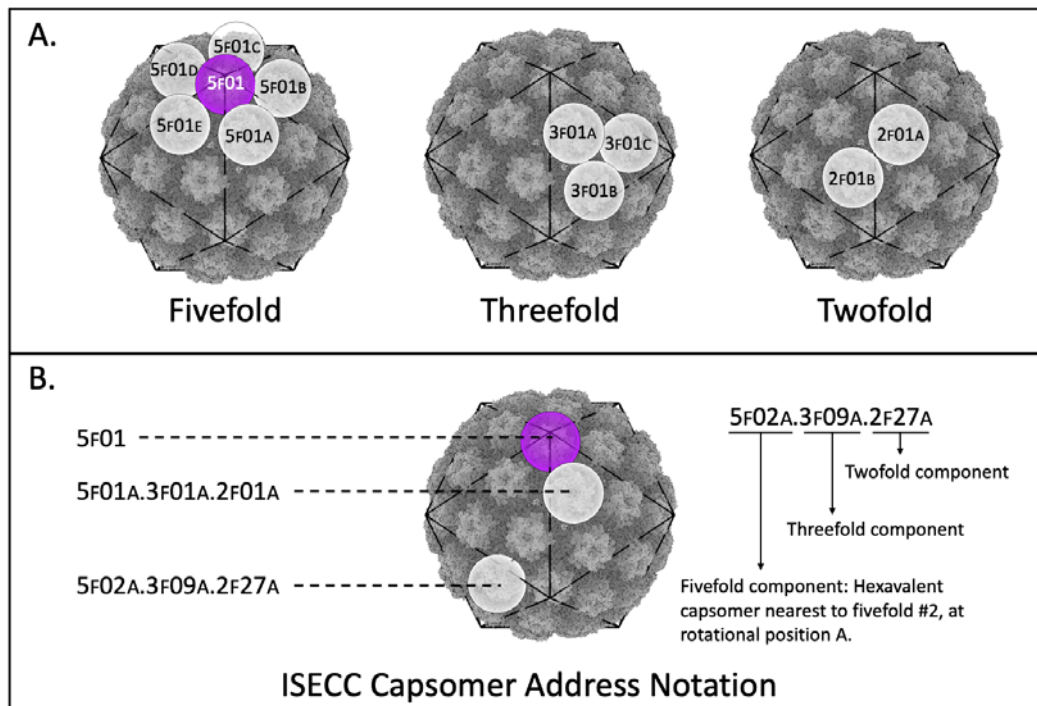 A.
5F01C
5F01D
5F01
5F01B
5F01E
5F01A
3F01A
3F01C
3F01B
2F01A
2F01B
Fivefold
Threefold
Twofold
B.
5F01
5F01A.3F01A.2F01A
5F02A.3F09A.2F27A
5F02A.3F09A.2F27A
Twofold component
Threefold component
Fivefold component: Hexavalent
capsomer nearest to fivefold #2, at
rotational position A.
ISECC Capsomer Address Notation